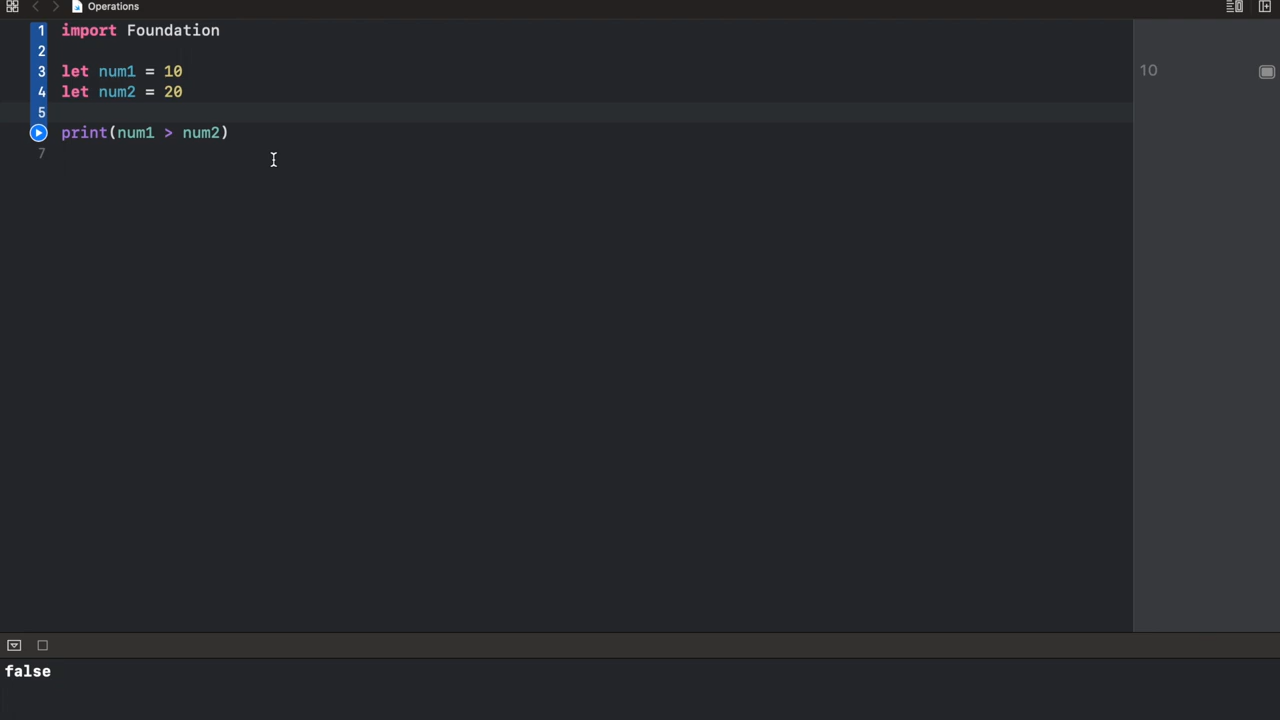 Operations
1 import Foundation
2
3 let num1 = 10
10
4 let num2 = 20
5
print(num1 > num2)
7
false